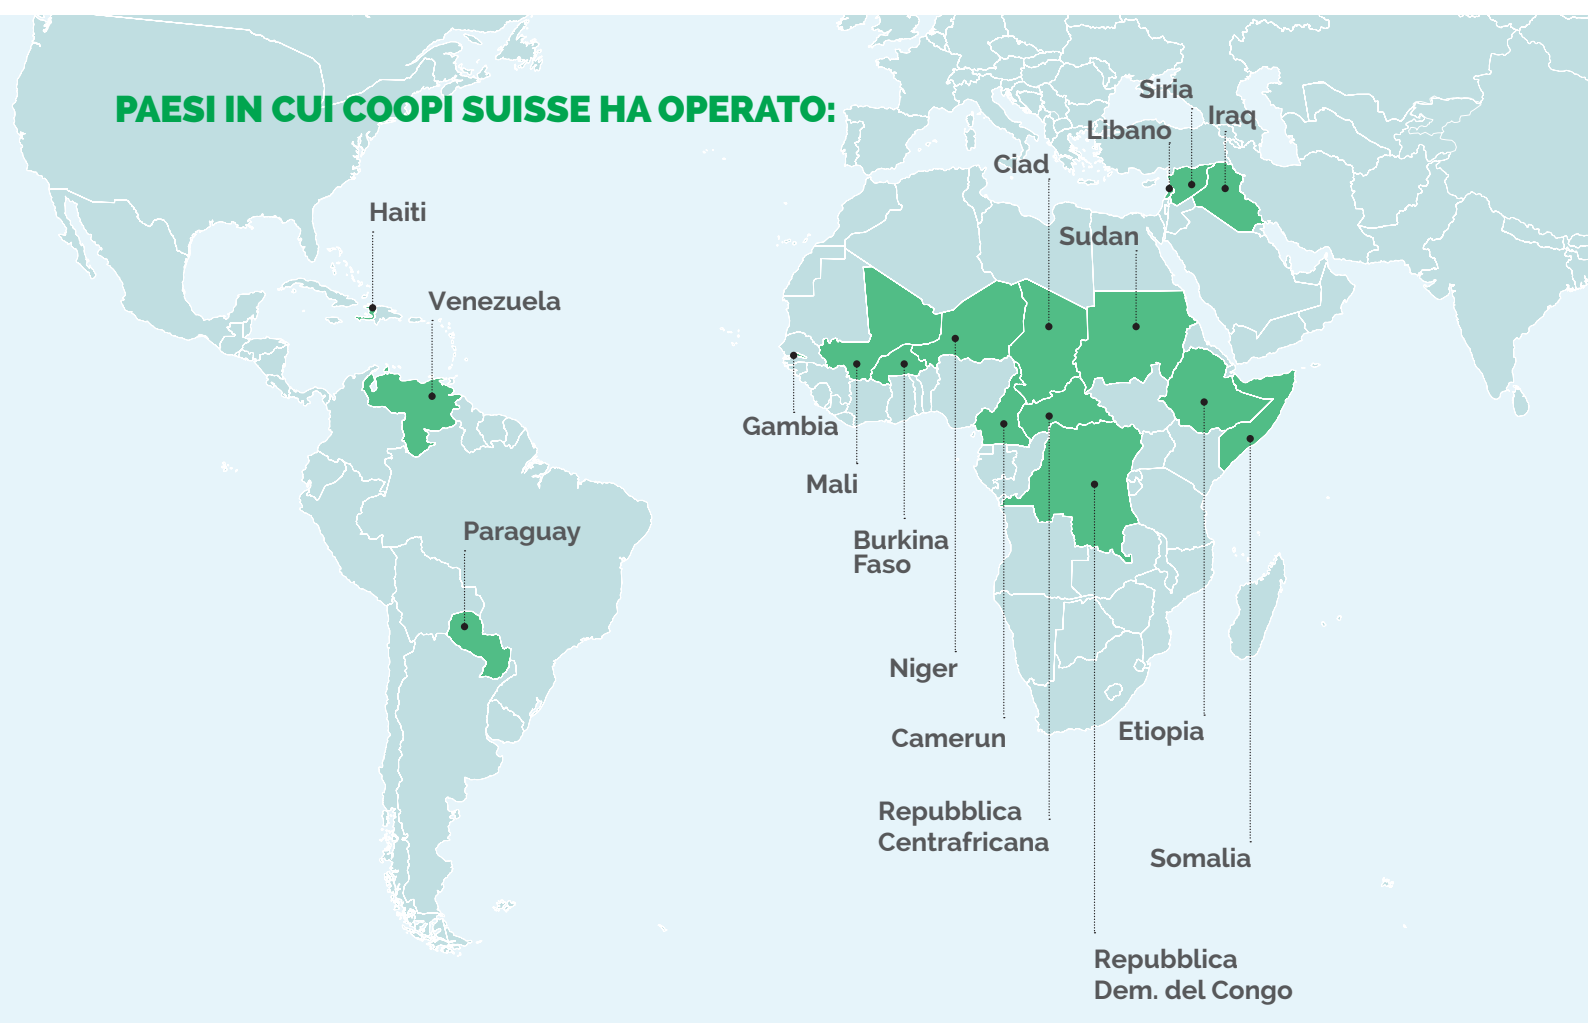 PAESI IN CUI COOPI SUISSE HA OPERATO:
Siria
Iraq
Libano
Ciad
Haiti
Sudan
Venezuela
Gambia
Mali
Paraguay
Burkina
Faso
Niger
Camerun
Etiopia
Repubblica
Centrafricana
Somalia
Repubblica
Dem. del Congo